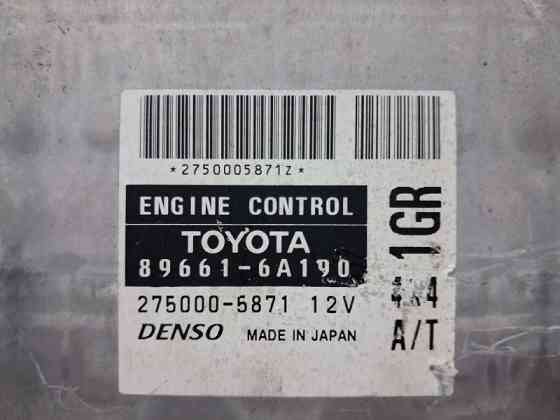 *2750005871Z*
ENGINE CONTROL
TOYOTA
89661-6A190
275000-5871 12V
DENSO MADE IN JAPAN
1GR
4x4
A/T